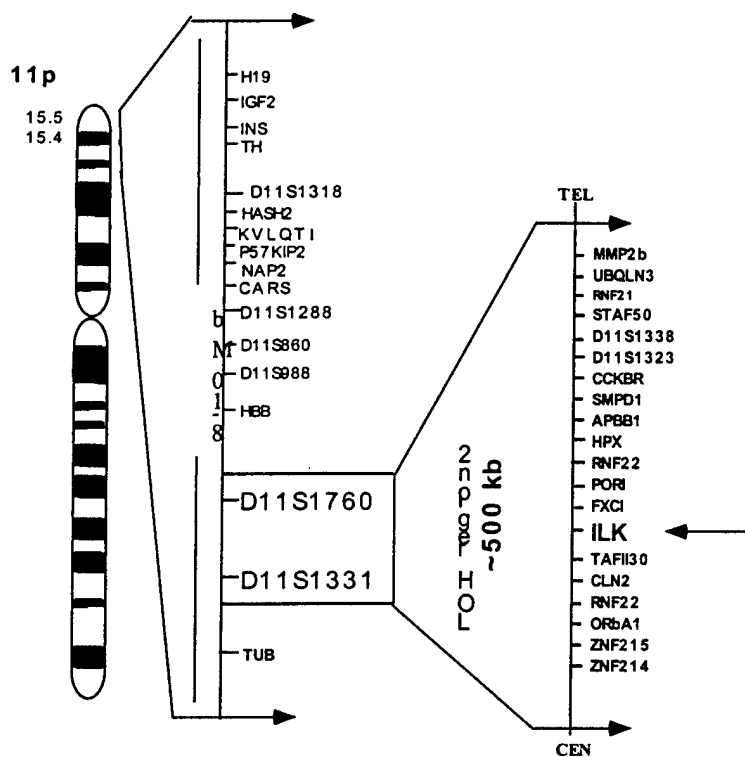 11p
15.5
15.4
H19
IGF2
INS
TH
D11S1318
HASH2
KVLQTI
P57KIP2
NAP2
CARS
D11S1288
D11S860
D11S988
HBB
D11S1760
D11S1331
TUB
~500 kb
TEL
MMP2b
UBQLN3
RNF21
STAF50
D11S1338
D11S1323
CCKBR
SMPD1
APBB1
HPX
RNF22
PORI
FXCI
ILK
TAFII30
CLN2
RNF22
ORbA1
ZNF215
ZNF214
CEN